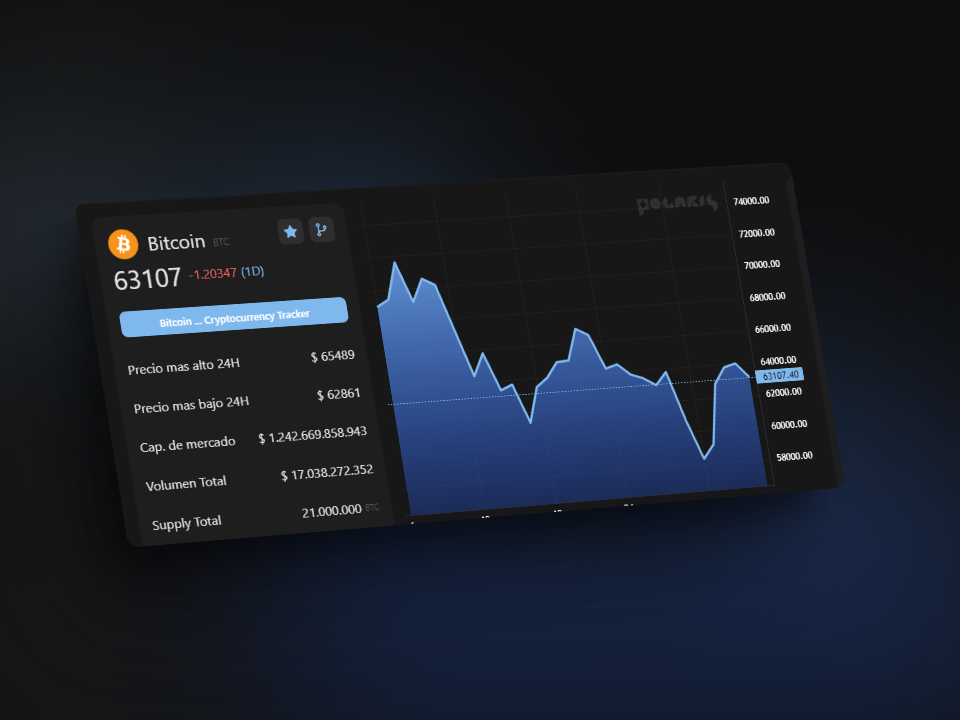 Bitcoin BTC
63107 -1.20347 (1D)
Bitcoin ... Cryptocurrency Tracker
Precio mas alto 24H $ 65489
Precio mas bajo 24H $ 62861
Cap. de mercado $ 1.242.669.858.943
Volumen Total $ 17.038.272.352
Supply Total 21.000.000 BTC
POLARIS
74000.00
72000.00
70000.00
68000.00
66000.00
64000.00
63107.40
62000.00
60000.00
58000.00